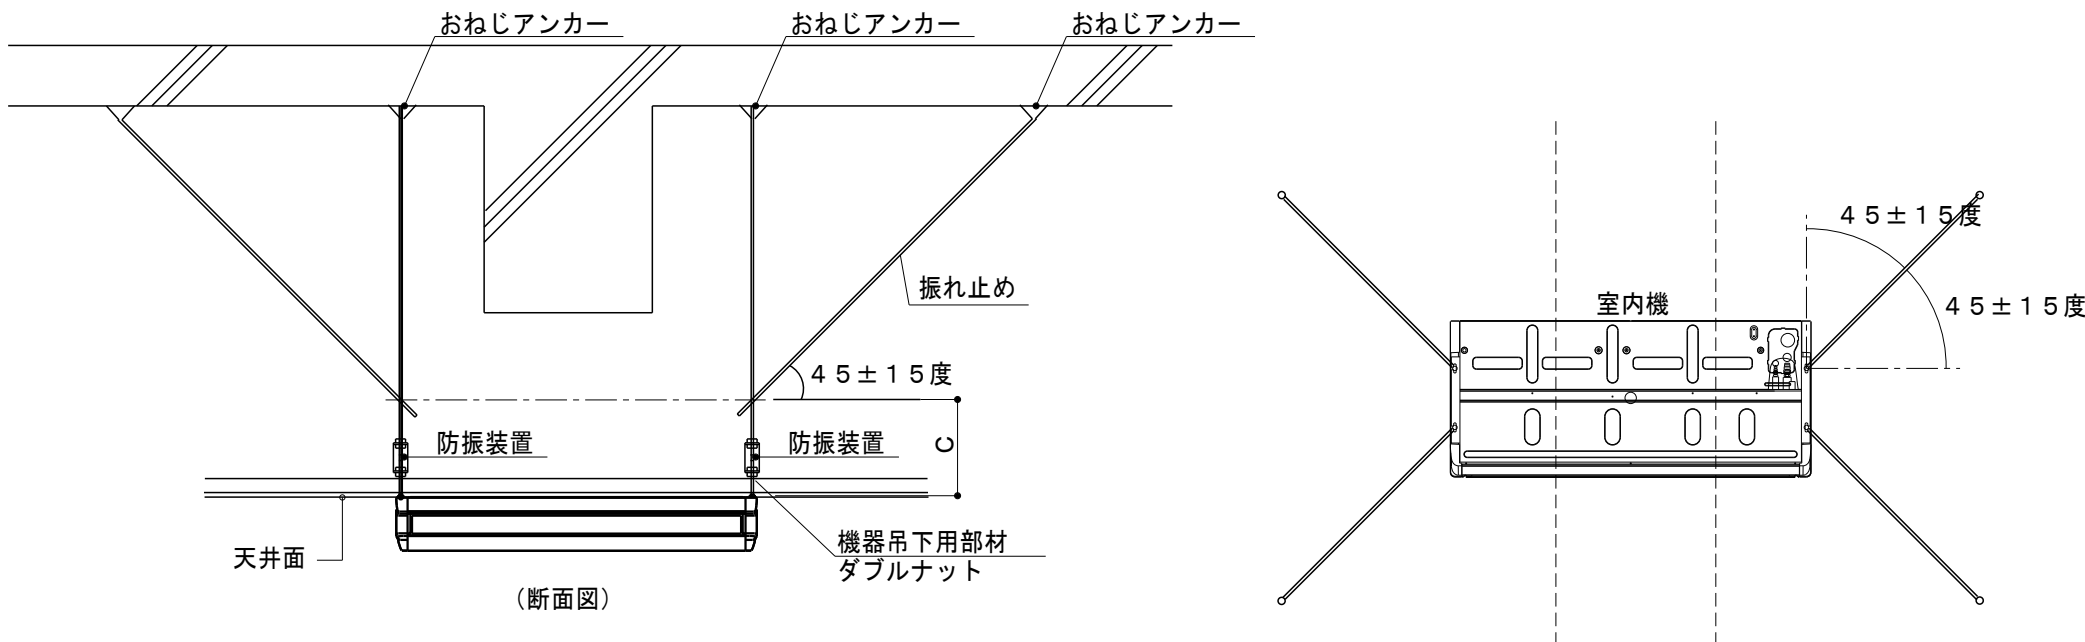 おねじアンカー
おねじアンカー
おねじアンカー
振れ止め
４５±１５度
防振装置
防振装置
C
天井面
機器吊下用部材
ダブルナット
（断面図）
４５±１５度
４５±１５度
室内機